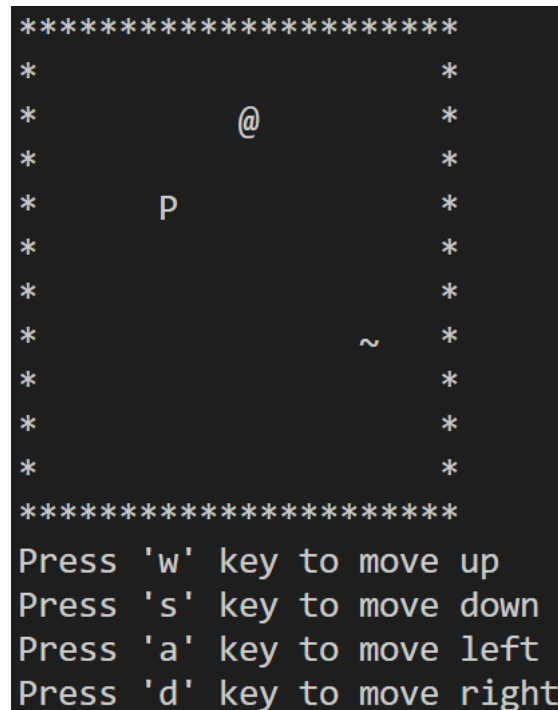 **********************
*                    *
*          @         *
*                    *
*      P             *
*                    *
*                    *
*                ~   *
*                    *
*                    *
*                    *
**********************
Press 'w' key to move up
Press 's' key to move down
Press 'a' key to move left
Press 'd' key to move right